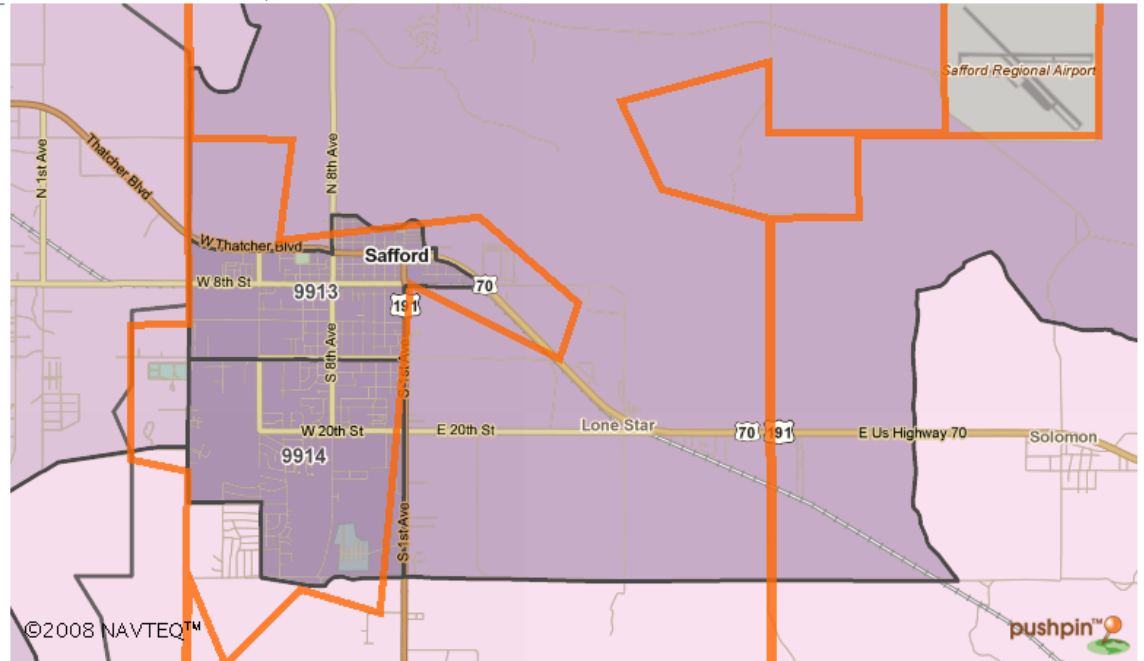 Safford Regional Airport
N 1st Ave
Thatcher Blvd
N 8th Ave
W Thatcher Blvd
Safford
W 8th St
9913
70
191
S 8th Ave
S 1st Ave
W 20th St
E 20th St
Lone Star
70
191
E Us Highway 70
Solomon
9914
S 1st Ave
©2008 NAVTEQ™
pushpin™